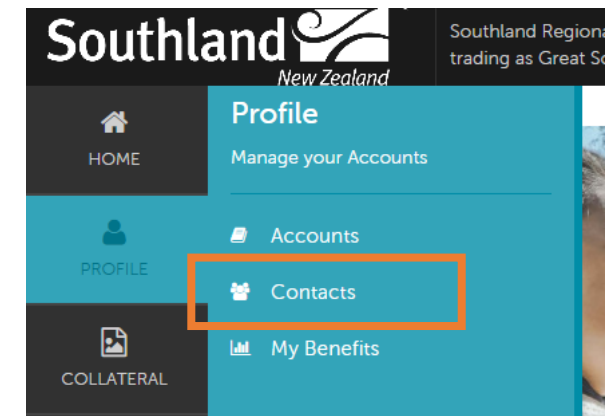 Southland
New Zealand
Southland Regiona
trading as Great So
HOME
PROFILE
COLLATERAL
Profile
Manage your Accounts
Accounts
Contacts
My Benefits